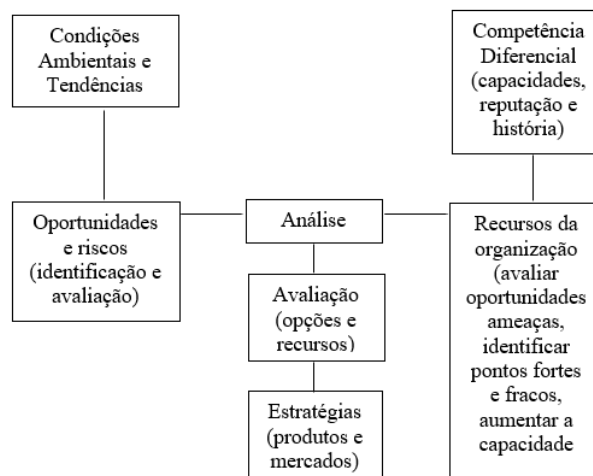 Condições
Ambientais e
Tendências
Competência
Diferencial
(capacidades,
reputação e
história)
Oportunidades
e riscos
(identificação e
avaliação)
Análise
Recursos da
organização
(avaliar
oportunidades
ameaças,
identificar
pontos fortes
e fracos,
aumentar a
capacidade
Avaliação
(opções e
recursos)
Estratégias
(produtos e
mercados)